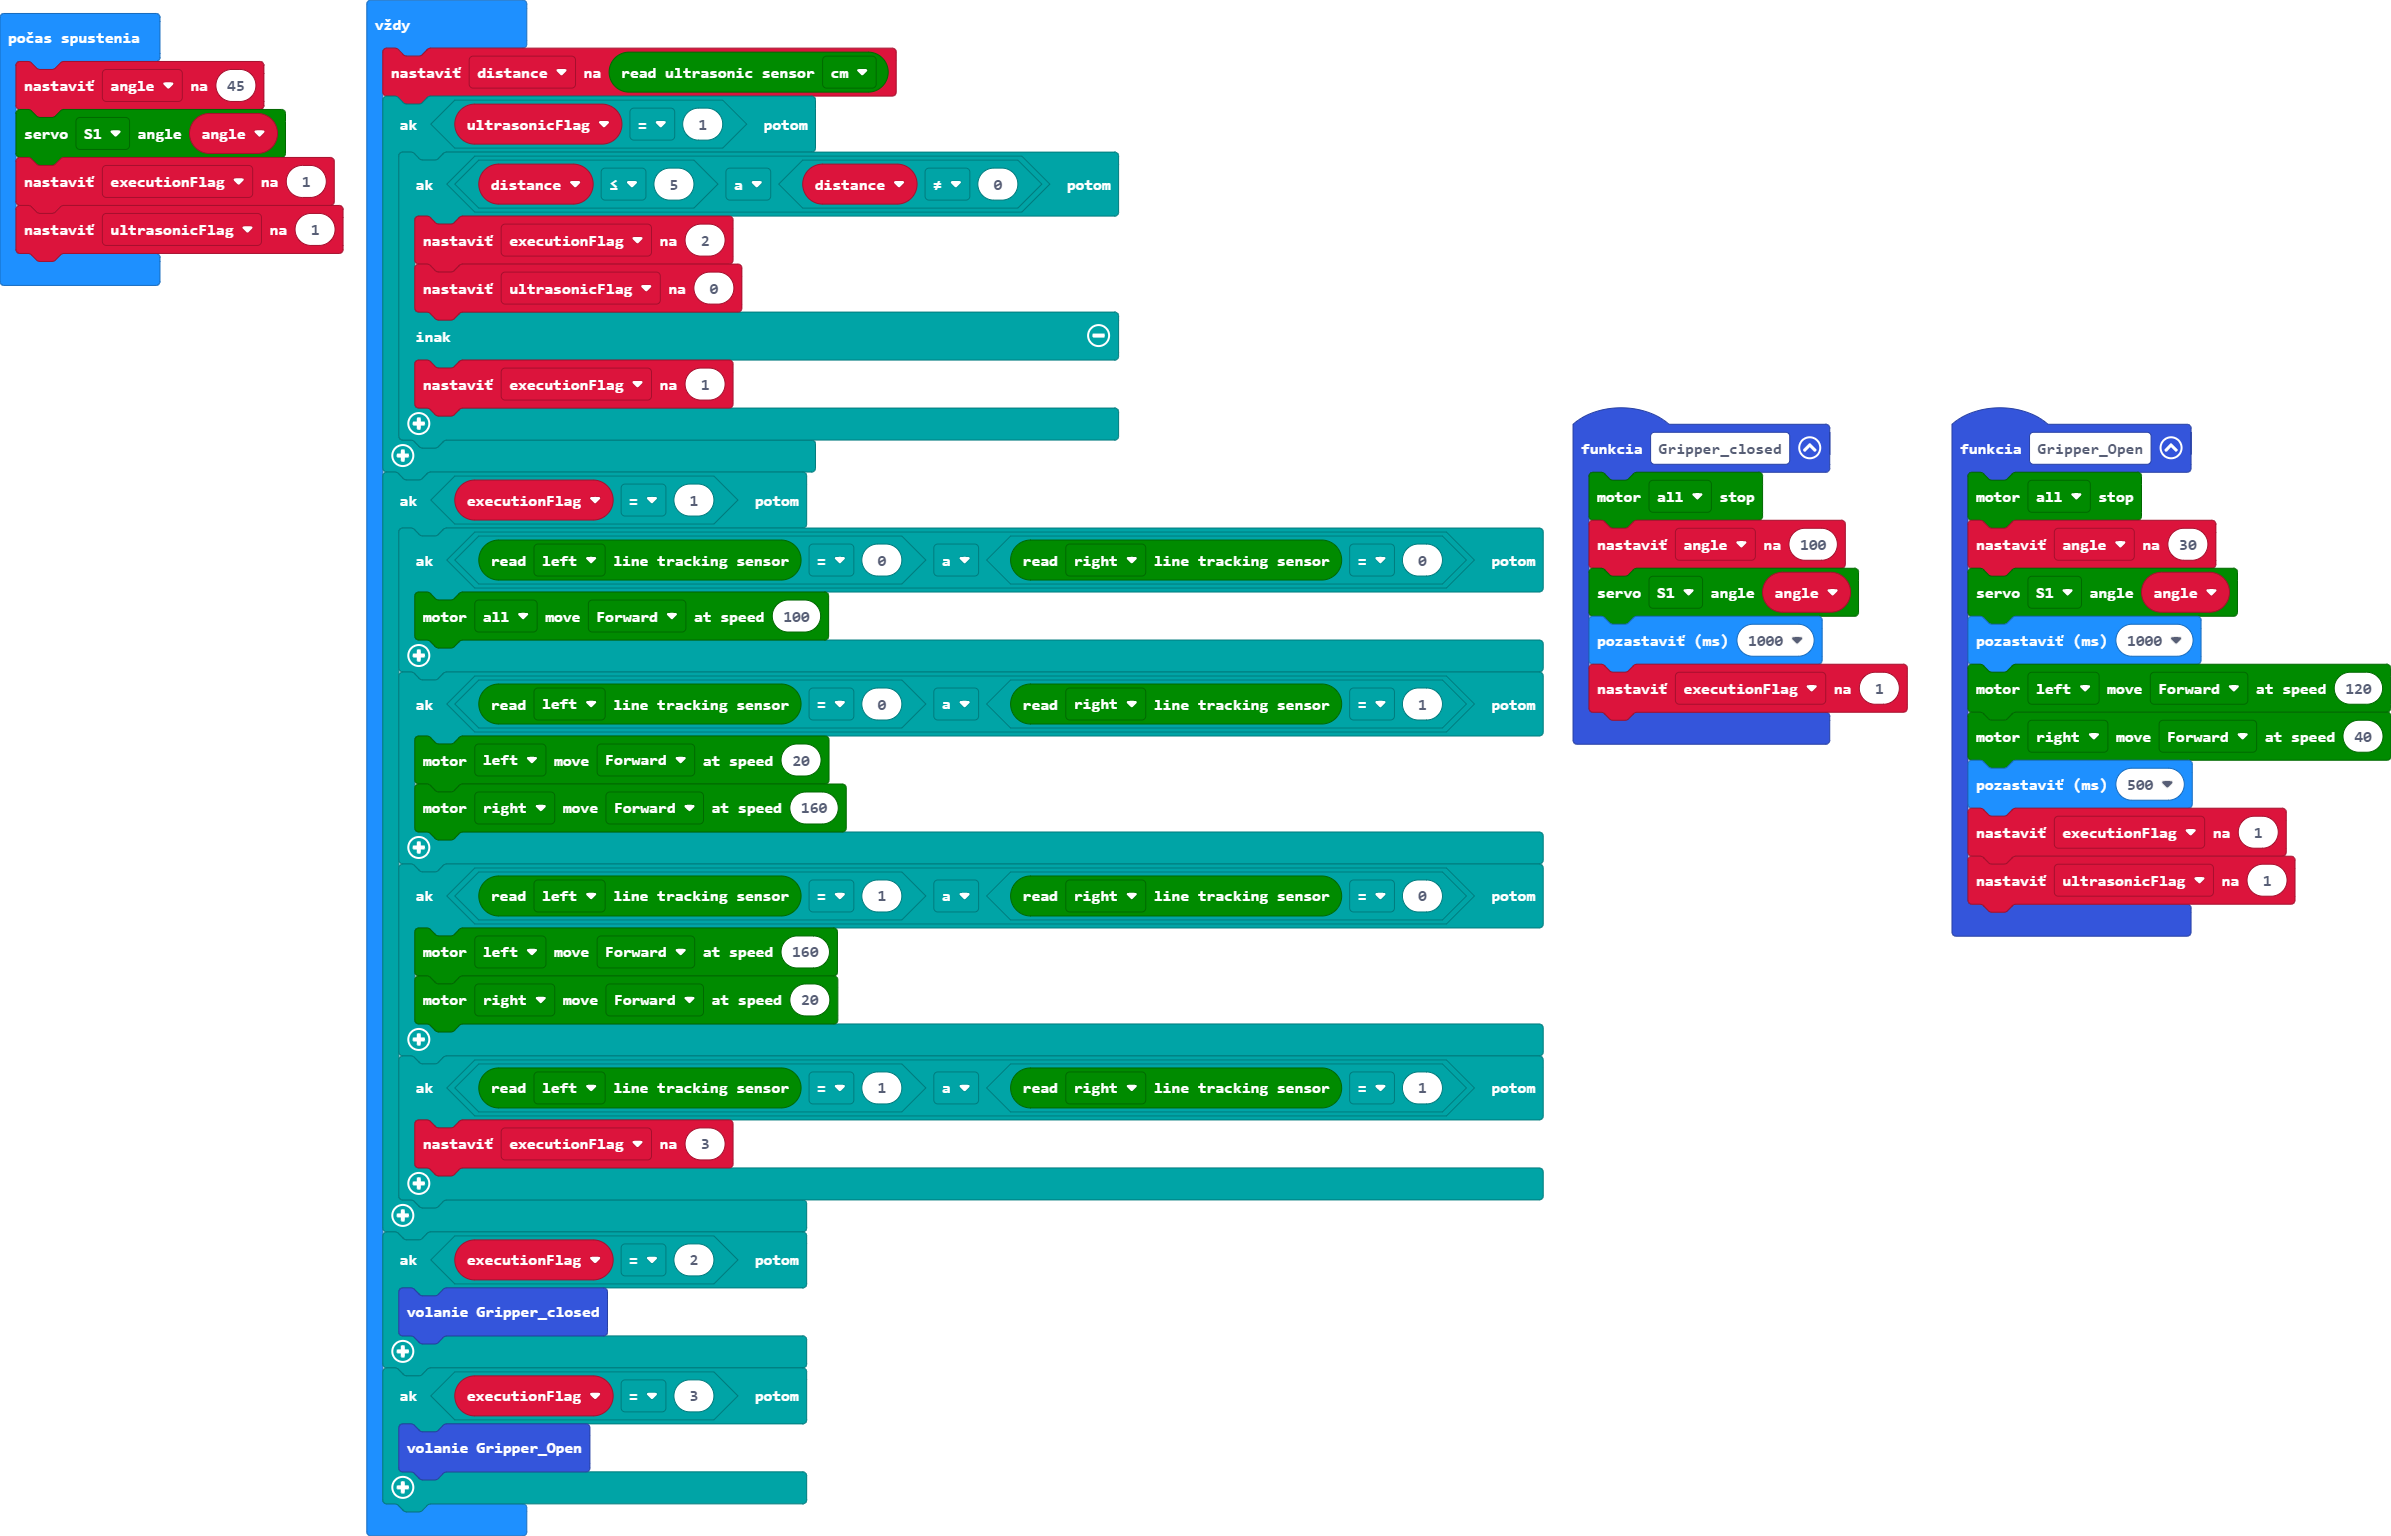 počas spustenia
nastaviť angle na 45
servo S1 angle angle
nastaviť executionFlag na 1
nastaviť ultrasonicFlag na 1
vždy
nastaviť distance na read ultrasonic sensor cm
ak ultrasonicFlag = 1 potom
ak distance ≤ 5 a distance ≠ 0 potom
nastaviť executionFlag na 2
nastaviť ultrasonicFlag na 0
inak
nastaviť executionFlag na 1
ak executionFlag = 1 potom
ak read left line tracking sensor = 0 a read right line tracking sensor = 0 potom
motor all move Forward at speed 100
ak read left line tracking sensor = 0 a read right line tracking sensor = 1 potom
motor left move Forward at speed 20
motor right move Forward at speed 160
ak read left line tracking sensor = 1 a read right line tracking sensor = 0 potom
motor left move Forward at speed 160
motor right move Forward at speed 20
ak read left line tracking sensor = 1 a read right line tracking sensor = 1 potom
nastaviť executionFlag na 3
ak executionFlag = 2 potom
volanie Gripper_closed
ak executionFlag = 3 potom
volanie Gripper_Open
funkcia Gripper_closed
motor all stop
nastaviť angle na 100
servo S1 angle angle
pozastaviť (ms) 1000
nastaviť executionFlag na 1
funkcia Gripper_Open
motor all stop
nastaviť angle na 30
servo S1 angle angle
pozastaviť (ms) 1000
motor left move Forward at speed 120
motor right move Forward at speed 40
pozastaviť (ms) 500
nastaviť executionFlag na 1
nastaviť ultrasonicFlag na 1